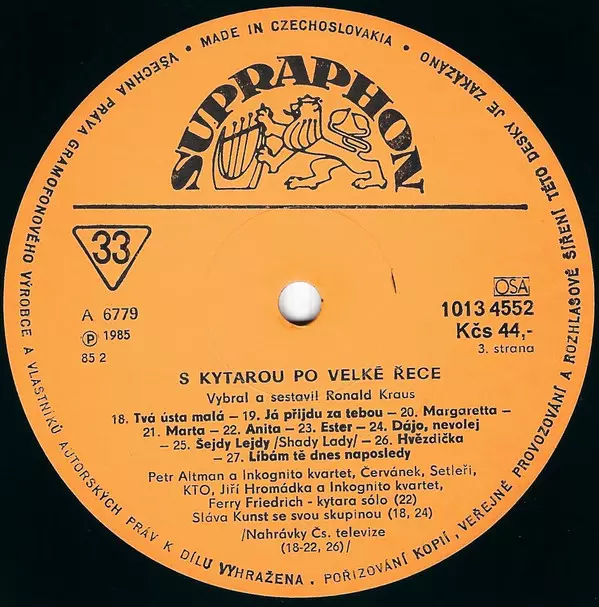 VŠECHNA PRÁVA GRAMOFONOVÉHO VÝROBCE A VLASTNÍKŮ AUTORSKÝCH PRÁV K DÍLU VYHRAŽENA . POŘIZOVÁNÍ KOPIÍ , VEŘEJNÉ PROVOZOVÁNÍ A ROZHLASOVÉ ŠÍŘENÍ TÉTO DESKY JE ZAKÁZÁNO
• MADE IN CZECHOSLOVAKIA •
SUPRAPHON
33
OSA
A 6779
1013 4552
Ⓟ 1985
Kčs 44,-
85 2
3. strana
S KYTAROU PO VELKÉ ŘECE
Vybral a sestavil Ronald Kraus
18. Tvá ústa malá – 19. Já přijdu za tebou – 20. Margaretta –
21. Marta – 22. Anita – 23. Ester – 24. Dájo, nevolej
– 25. Šejdy Lejdy /Shady Lady/ – 26. Hvězdička
– 27. Líbám tě dnes naposledy
Petr Altman a Inkognito kvartet, Červánek, Setleři,
KTO, Jiří Hromádka a Inkognito kvartet,
Ferry Friedrich - kytara sólo (22)
Sláva Kunst se svou skupinou (18, 24)
/Nahrávky Čs. televize
(18-22, 26)/